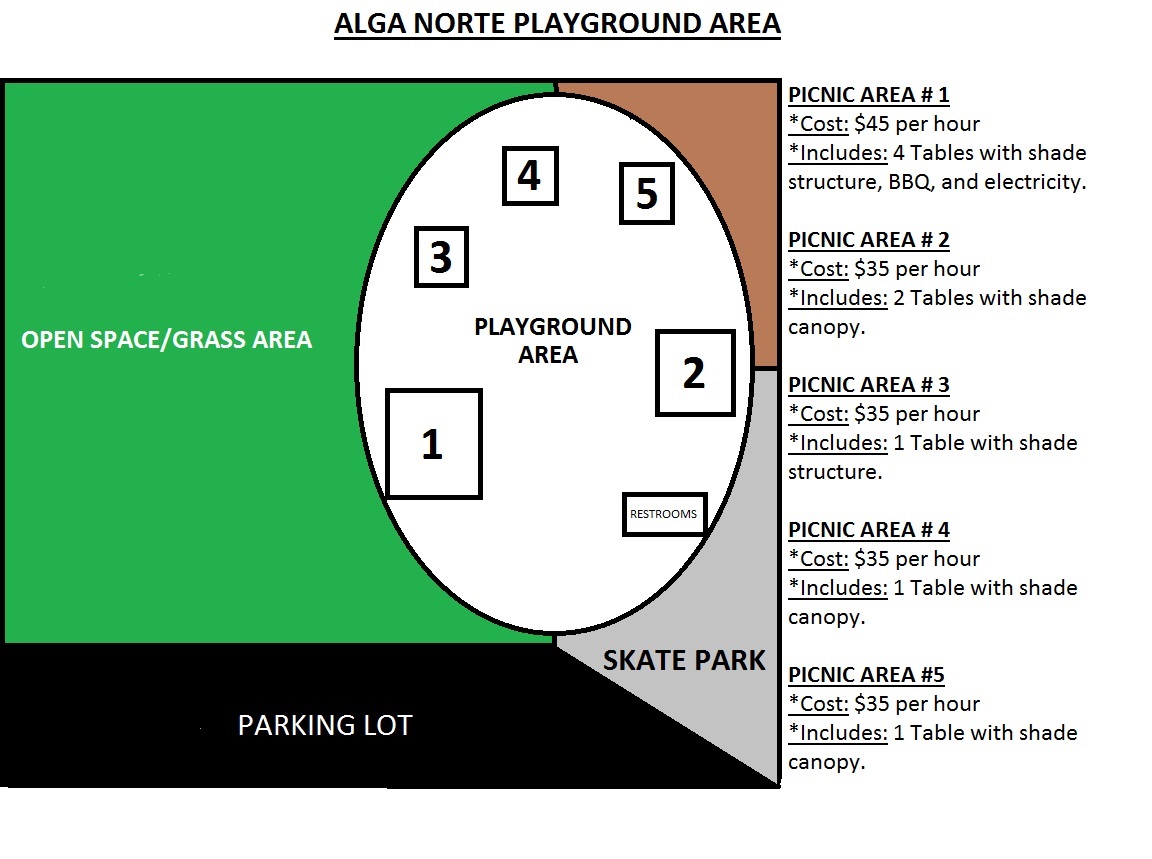 ALGA NORTE PLAYGROUND AREA
4
5
3
PLAYGROUND
AREA
OPEN SPACE/GRASS AREA
2
1
RESTROOMS
SKATE PARK
PARKING LOT
PICNIC AREA # 1
*Cost: $45 per hour
*Includes: 4 Tables with shade
structure, BBQ, and electricity.
PICNIC AREA # 2
*Cost: $35 per hour
*Includes: 2 Tables with shade
canopy.
PICNIC AREA # 3
*Cost: $35 per hour
*Includes: 1 Table with shade
structure.
PICNIC AREA # 4
*Cost: $35 per hour
*Includes: 1 Table with shade
canopy.
PICNIC AREA #5
*Cost: $35 per hour
*Includes: 1 Table with shade
canopy.